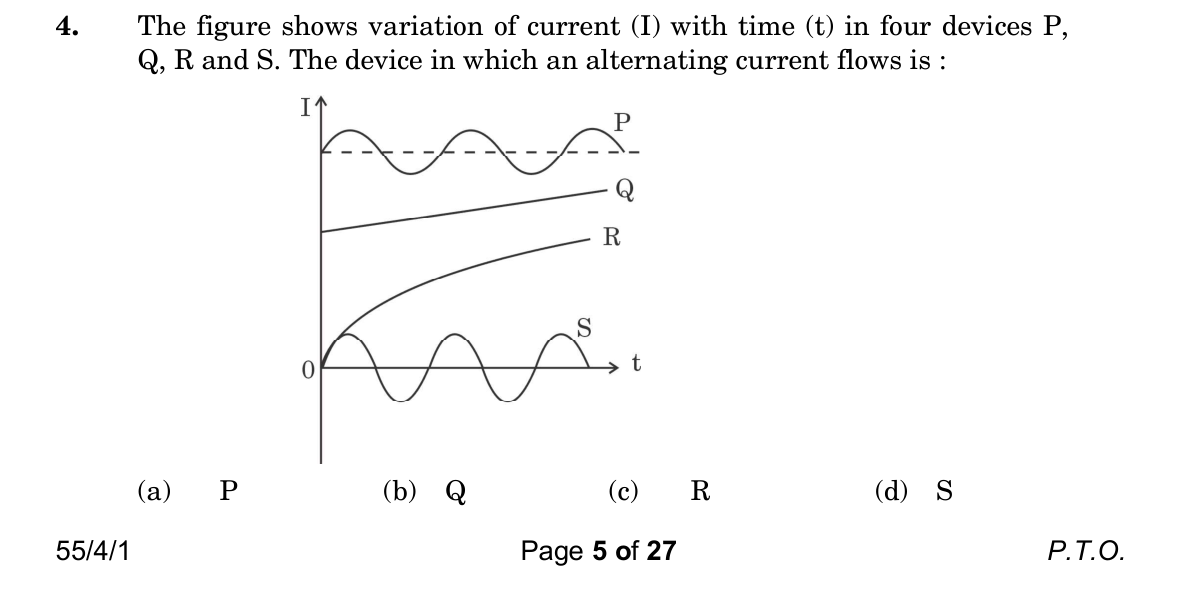 4. The figure shows variation of current (I) with time (t) in four devices P,
Q, R and S. The device in which an alternating current flows is :
I
P
Q
R
S
0
t
(a) P (b) Q (c) R (d) S
55/4/1 Page 5 of 27 P.T.O.